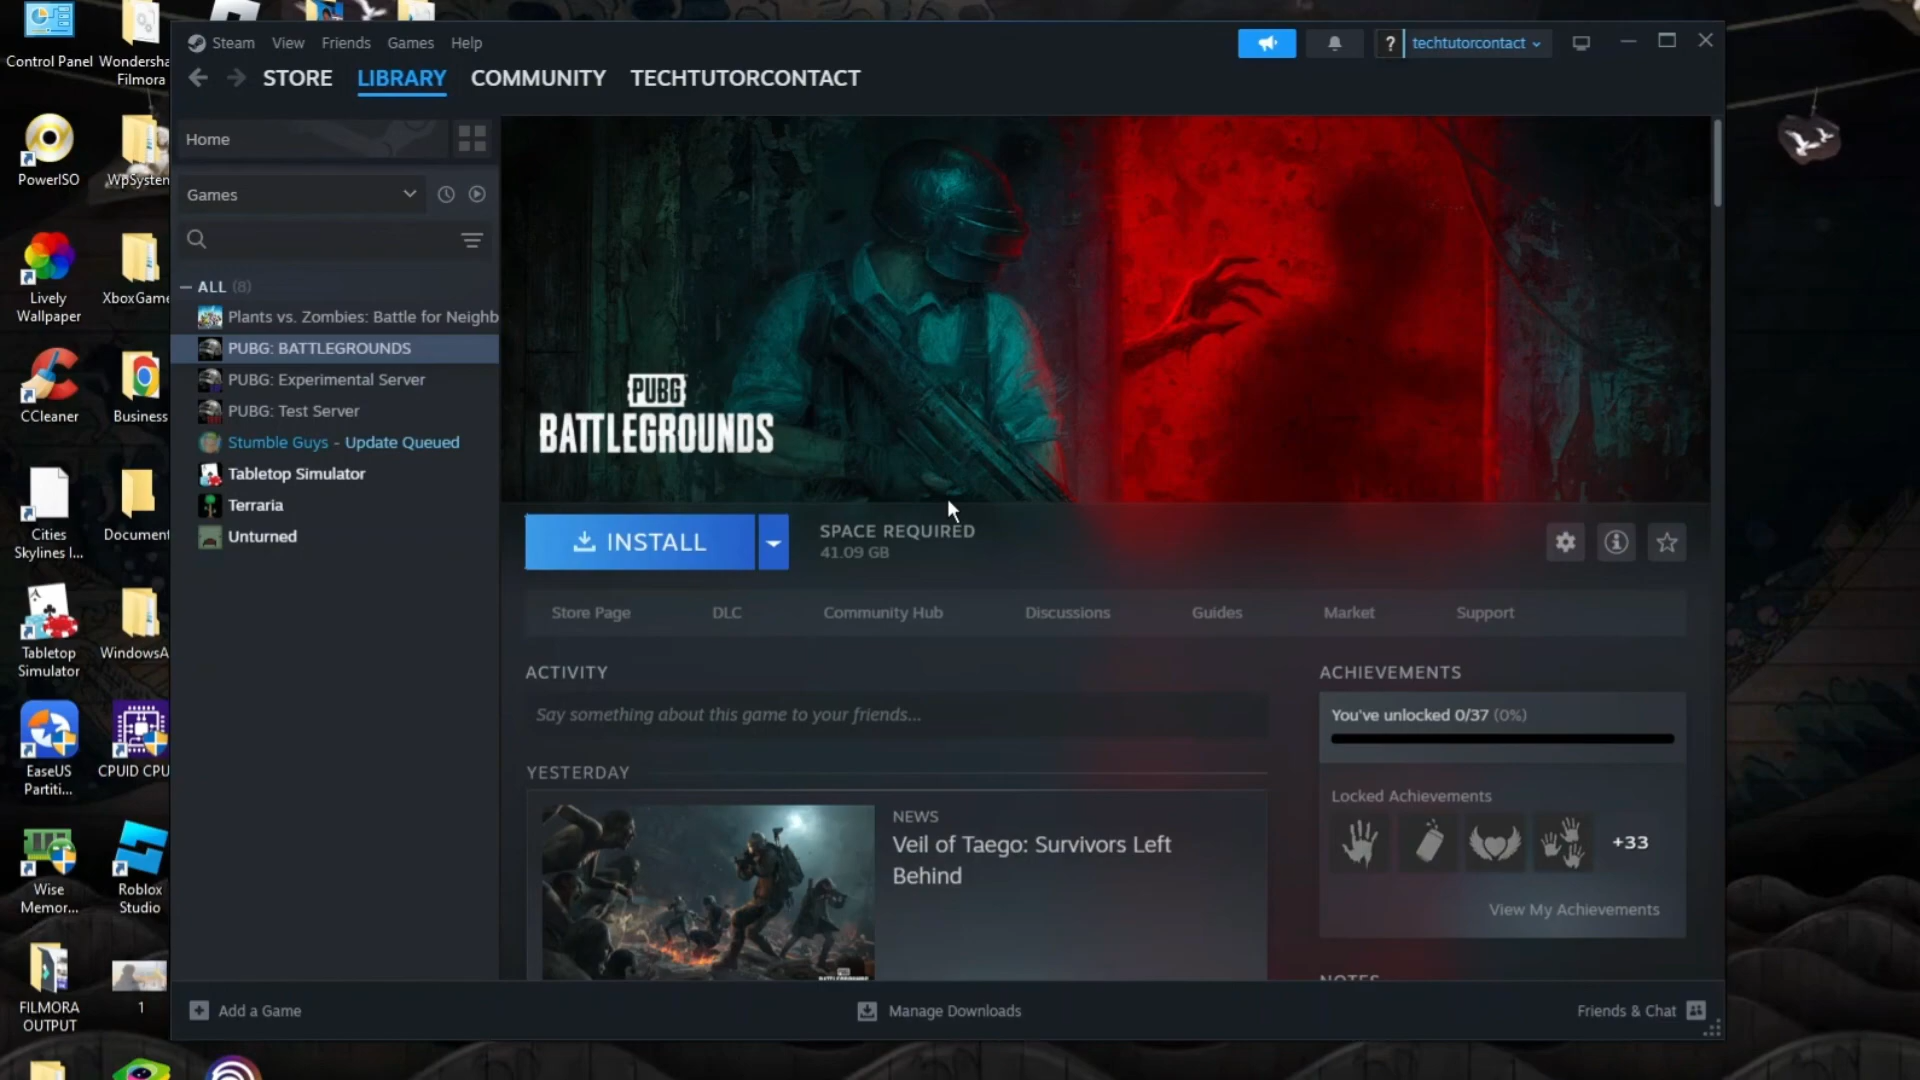 Control Panel
Wondersha
Filmora
PowerISO
WpSystem
Lively
Wallpaper
XboxGame
CCleaner
Business
Cities
Skylines I...
Document
Tabletop
Simulator
WindowsA
EaseUS
Partiti...
CPUID CPU
Wise
Memor...
Roblox
Studio
FILMORA
OUTPUT
1
Steam View Friends Games Help
? techtutorcontact
STORE LIBRARY COMMUNITY TECHTUTORCONTACT
Home
Games
— ALL (8)
Plants vs. Zombies: Battle for Neighb
PUBG: BATTLEGROUNDS
PUBG: Experimental Server
PUBG: Test Server
Stumble Guys - Update Queued
Tabletop Simulator
Terraria
Unturned
PUBG
BATTLEGROUNDS
INSTALL
SPACE REQUIRED
41.09 GB
Store Page DLC Community Hub Discussions Guides Market Support
ACTIVITY
Say something about this game to your friends...
YESTERDAY
NEWS
Veil of Taego: Survivors Left
Behind
ACHIEVEMENTS
You've unlocked 0/37 (0%)
Locked Achievements
+33
View My Achievements
NOTES
Add a Game
Manage Downloads
Friends & Chat